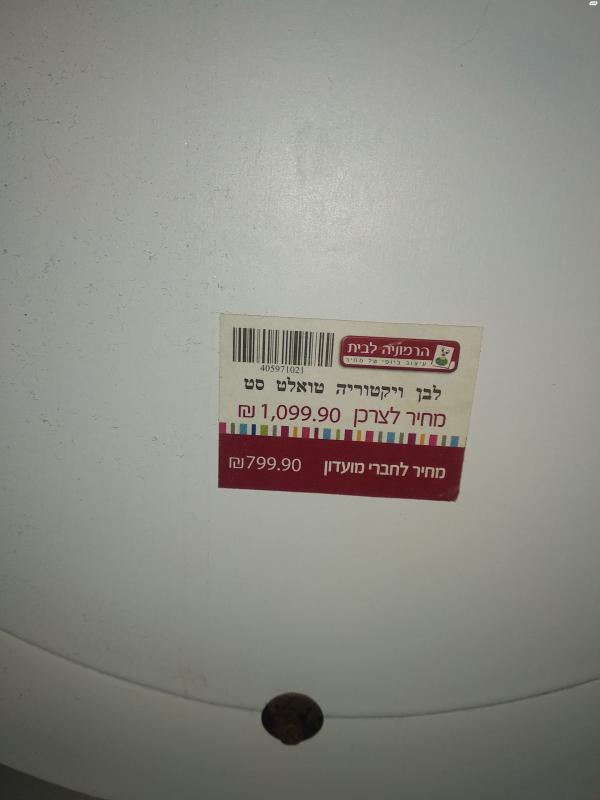 הרמוניה לבית
עיצוב ביופי של מחיר
405971021
לבן ויקטוריה טואלט סט
מחיר לצרכן 1,099.90 ₪
מחיר לחברי מועדון 799.90 ₪